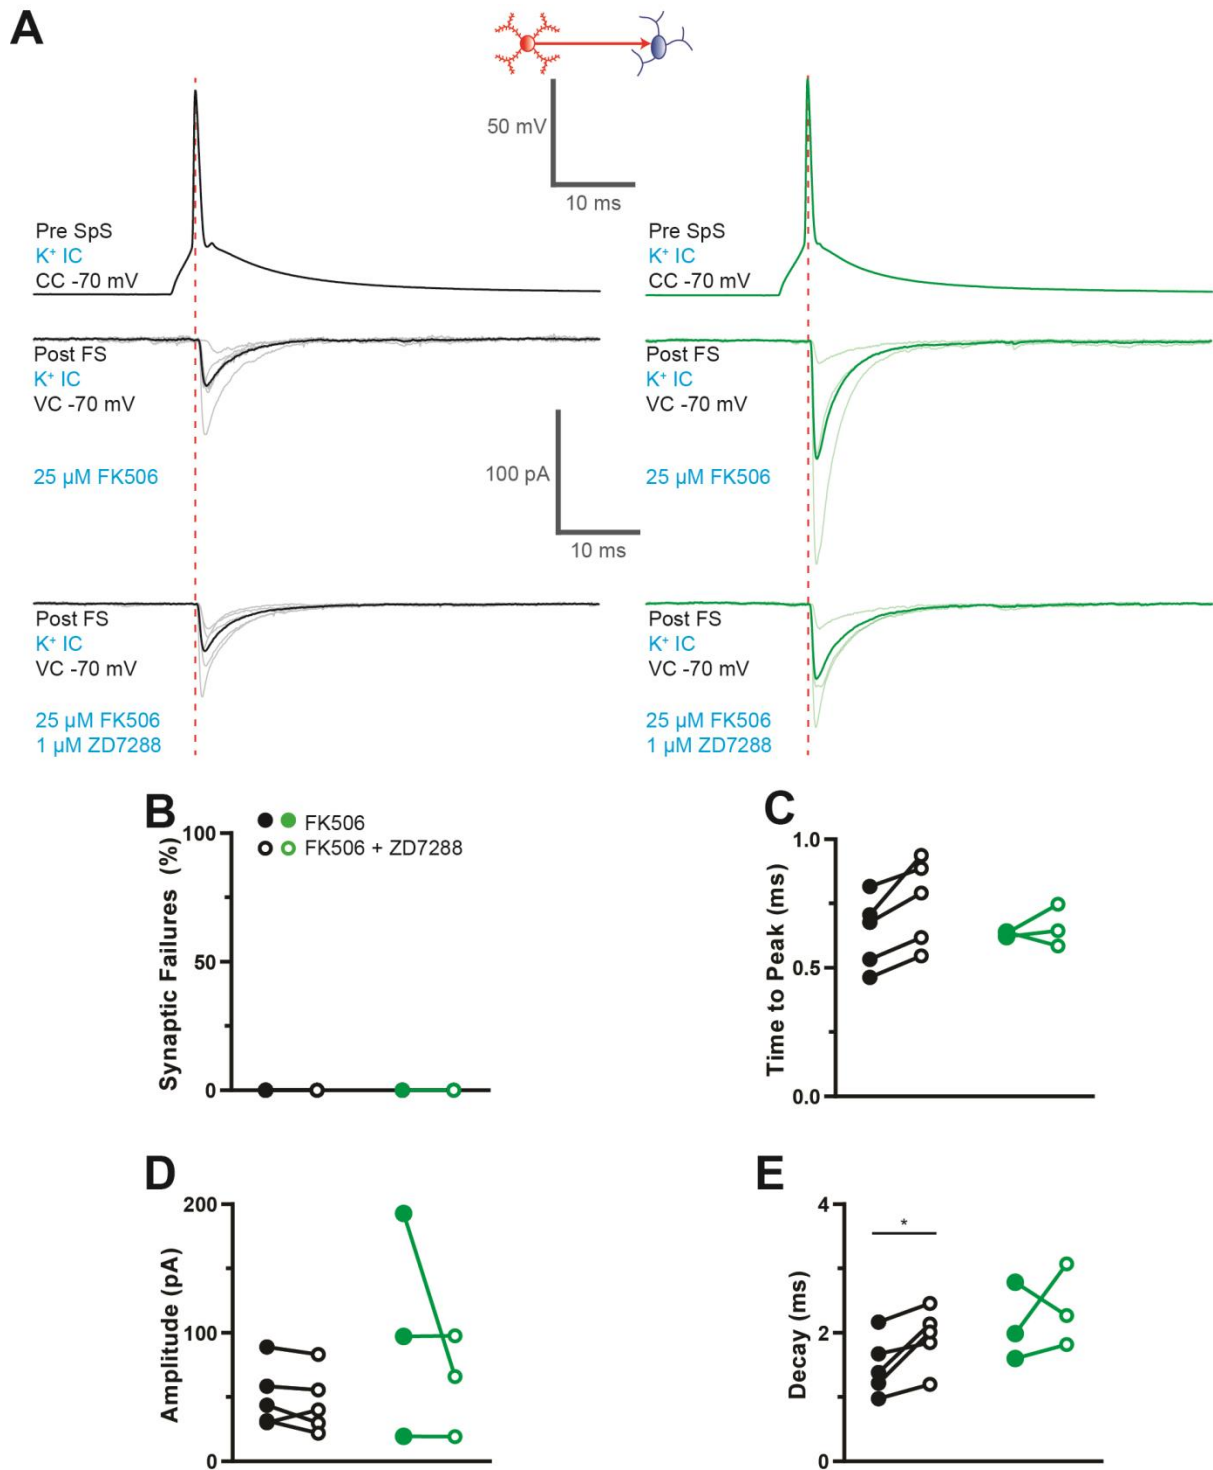 A
50 mV
10 ms
Pre SpS
K⁺ IC
CC -70 mV
Pre SpS
K⁺ IC
CC -70 mV
Post FS
K⁺ IC
VC -70 mV
25 µM FK506
100 pA
10 ms
Post FS
K⁺ IC
VC -70 mV
25 µM FK506
Post FS
K⁺ IC
VC -70 mV
25 µM FK506
1 µM ZD7288
Post FS
K⁺ IC
VC -70 mV
25 µM FK506
1 µM ZD7288
B
FK506
FK506 + ZD7288
Synaptic Failures (%)
100
50
0
C
Time to Peak (ms)
1.0
0.5
0.0
D
Amplitude (pA)
200
100
0
E
Decay (ms)
4
2
0
*